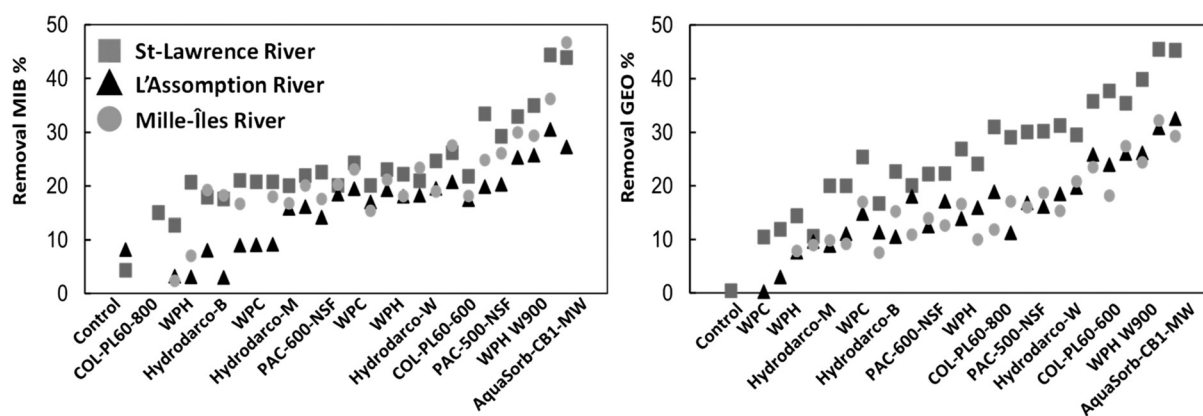 Removal MIB %
50
40
30
20
10
0
St-Lawrence River
L'Assomption River
Mille-Îles River
Control
COL-PL60-800
WPH
Hydrodarco-B
WPC
Hydrodarco-M
PAC-600-NSF
WPC
WPH
Hydrodarco-W
COL-PL60-600
PAC-500-NSF
WPH W900
AquaSorb-CB1-MW
Removal GEO %
50
40
30
20
10
0
Control
WPC
WPH
Hydrodarco-M
WPC
Hydrodarco-B
PAC-600-NSF
WPH
COL-PL60-800
PAC-500-NSF
Hydrodarco-W
COL-PL60-600
WPH W900
AquaSorb-CB1-MW